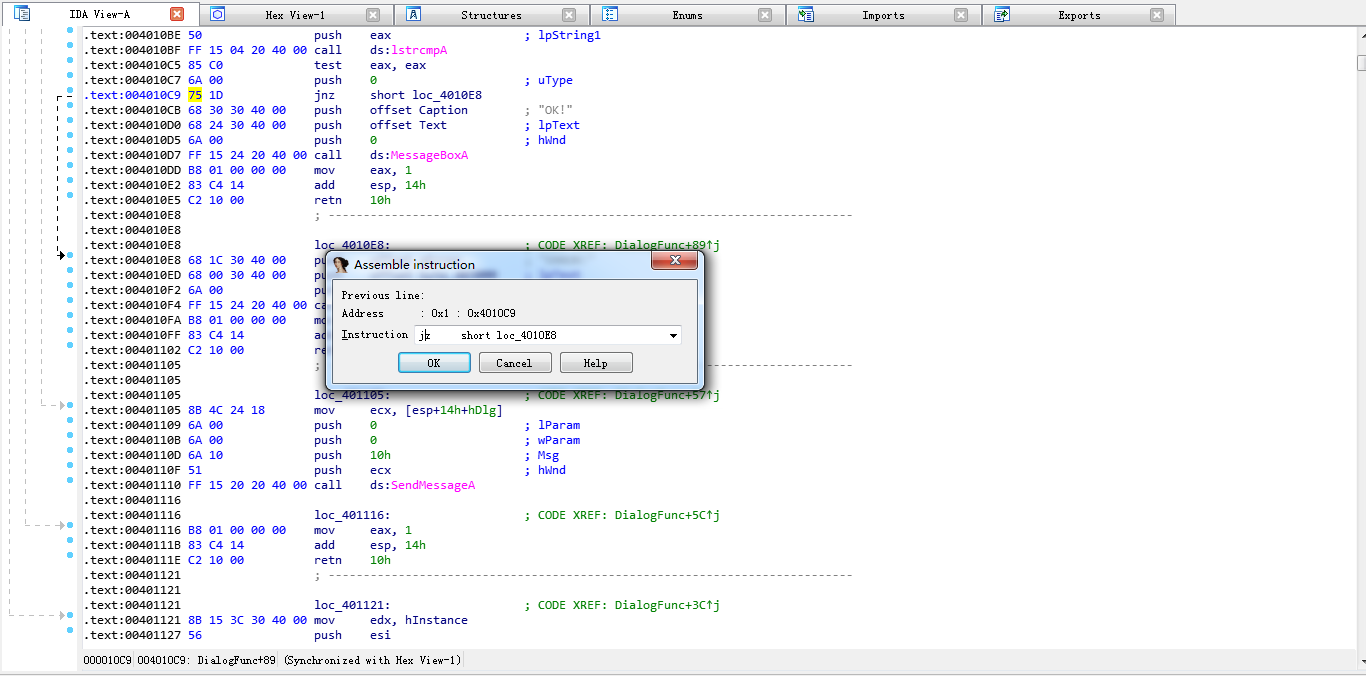 IDA View-A Hex View-1 Structures Enums Imports Exports
.text:004010BE 50 push eax ; lpString1
.text:004010BF FF 15 04 20 40 00 call ds:lstrcmpA
.text:004010C5 85 C0 test eax, eax
.text:004010C7 6A 00 push 0 ; uType
.text:004010C9 75 1D jnz short loc_4010E8
.text:004010CB 68 30 30 40 00 push offset Caption ; "OK!"
.text:004010D0 68 24 30 40 00 push offset Text ; lpText
.text:004010D5 6A 00 push 0 ; hWnd
.text:004010D7 FF 15 24 20 40 00 call ds:MessageBoxA
.text:004010DD B8 01 00 00 00 mov eax, 1
.text:004010E2 83 C4 14 add esp, 14h
.text:004010E5 C2 10 00 retn 10h
.text:004010E8 ; ---------------------------------------------------------------------------
.text:004010E8
.text:004010E8 loc_4010E8: ; CODE XREF: DialogFunc+89↑j
.text:004010E8 68 1C 30 40 00 pu
.text:004010ED 68 00 30 40 00 pu
.text:004010F2 6A 00 pu
.text:004010F4 FF 15 24 20 40 00 ca
.text:004010FA B8 01 00 00 00 mo
.text:004010FF 83 C4 14 ad
.text:00401102 C2 10 00 re
.text:00401105 ; ---------------------------------------------------------------------------
.text:00401105
.text:00401105 loc_401105: ; CODE XREF: DialogFunc+57↑j
.text:00401105 8B 4C 24 18 mov ecx, [esp+14h+hDlg]
.text:00401109 6A 00 push 0 ; lParam
.text:0040110B 6A 00 push 0 ; wParam
.text:0040110D 6A 10 push 10h ; Msg
.text:0040110F 51 push ecx ; hWnd
.text:00401110 FF 15 20 20 40 00 call ds:SendMessageA
.text:00401116
.text:00401116 loc_401116: ; CODE XREF: DialogFunc+5C↑j
.text:00401116 B8 01 00 00 00 mov eax, 1
.text:0040111B 83 C4 14 add esp, 14h
.text:0040111E C2 10 00 retn 10h
.text:00401121 ; ---------------------------------------------------------------------------
.text:00401121
.text:00401121 loc_401121: ; CODE XREF: DialogFunc+3C↑j
.text:00401121 8B 15 3C 30 40 00 mov edx, hInstance
.text:00401127 56 push esi
000010C9 004010C9: DialogFunc+89 (Synchronized with Hex View-1)
Assemble instruction
Previous line:
Address : 0x1 : 0x4010C9
Instruction jz short loc_4010E8
OK Cancel Help